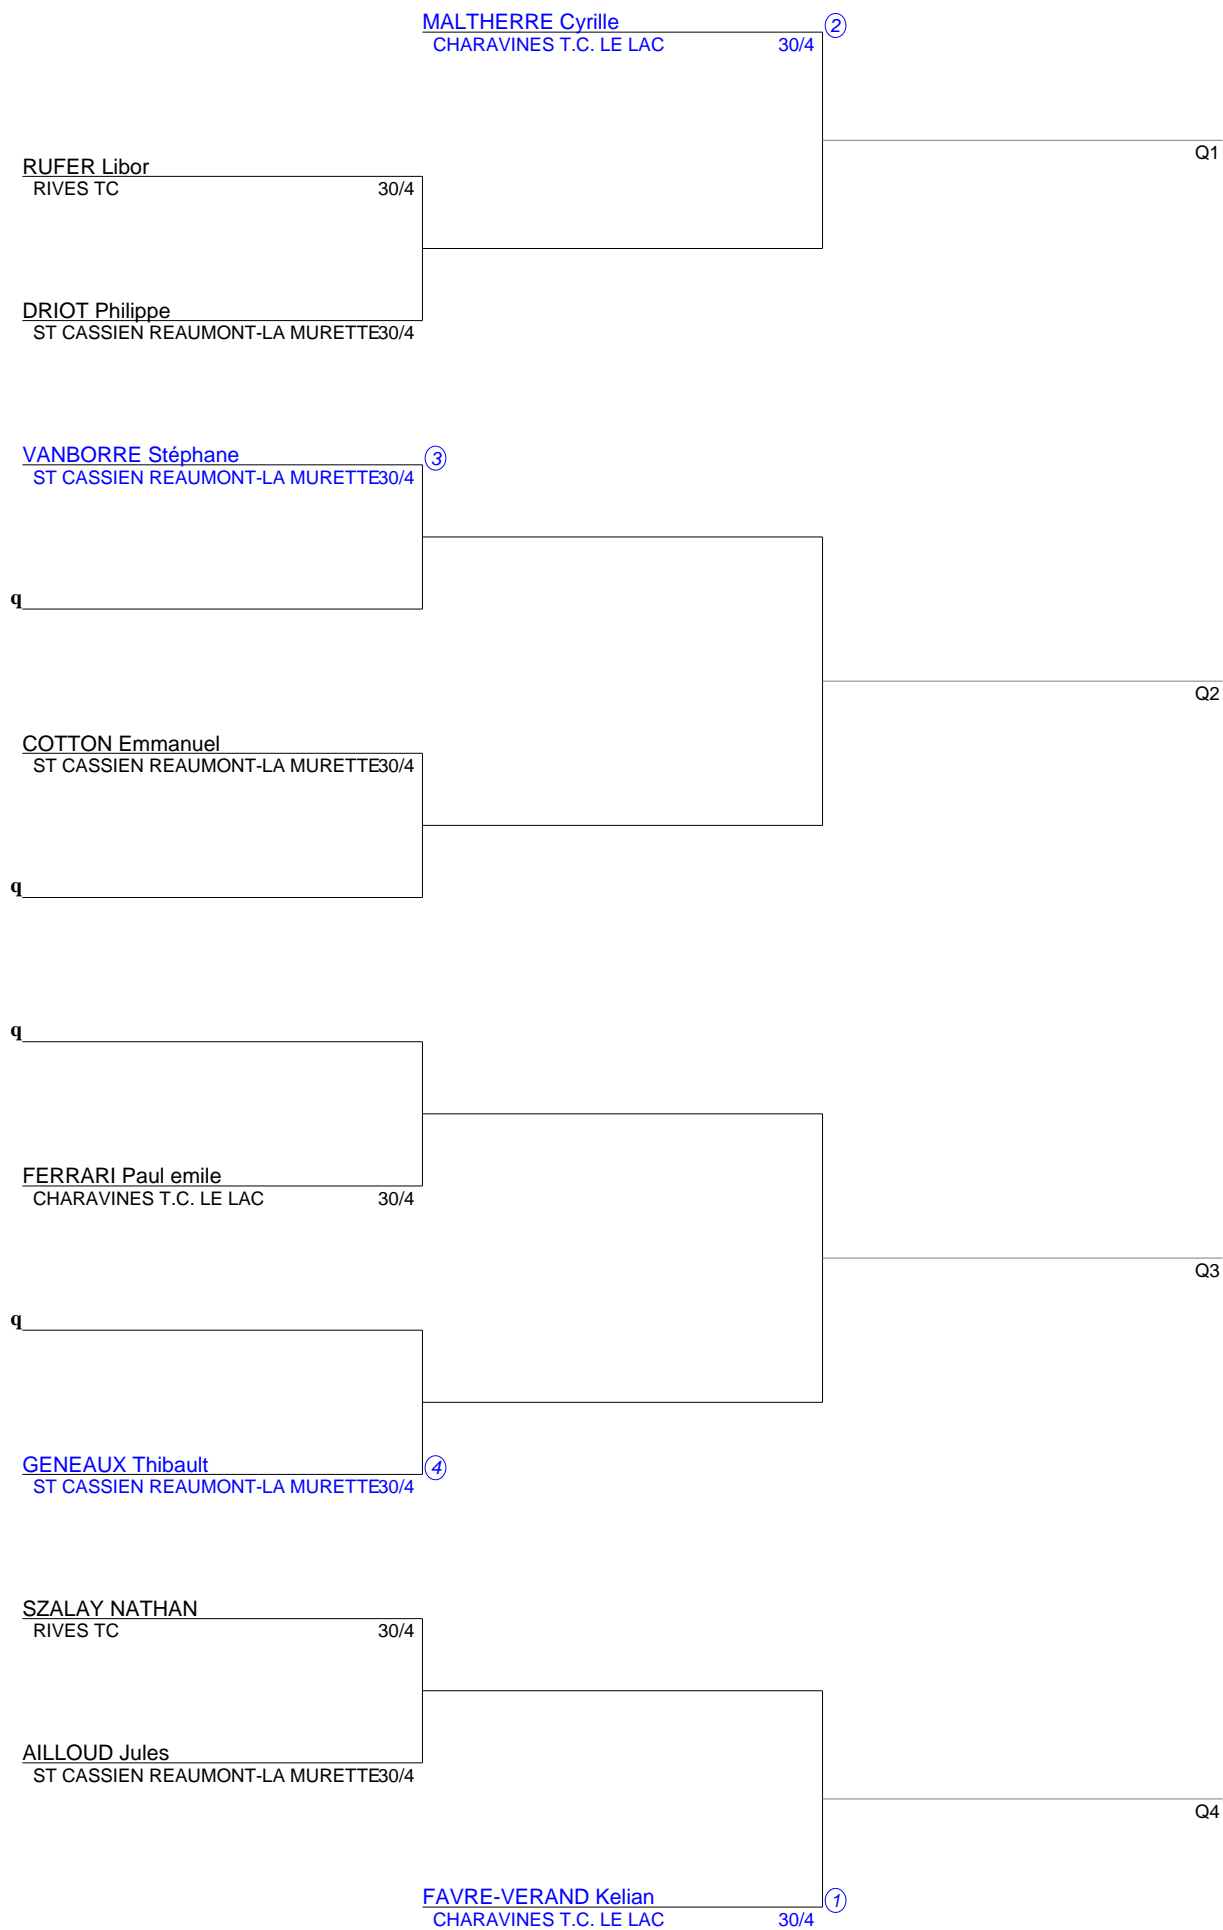 MALTHERRE Cyrille 2
CHARAVINES T.C. LE LAC 30/4
Q1
RUFER Libor
RIVES TC 30/4
DRIOT Philippe
ST CASSIEN REAUMONT-LA MURETTE30/4
VANBORRE Stéphane 3
ST CASSIEN REAUMONT-LA MURETTE30/4
q
Q2
COTTON Emmanuel
ST CASSIEN REAUMONT-LA MURETTE30/4
q
q
FERRARI Paul emile
CHARAVINES T.C. LE LAC 30/4
Q3
q
GENEAUX Thibault 4
ST CASSIEN REAUMONT-LA MURETTE30/4
SZALAY NATHAN
RIVES TC 30/4
AILLOUD Jules
ST CASSIEN REAUMONT-LA MURETTE30/4
Q4
FAVRE-VERAND Kelian 1
CHARAVINES T.C. LE LAC 30/4